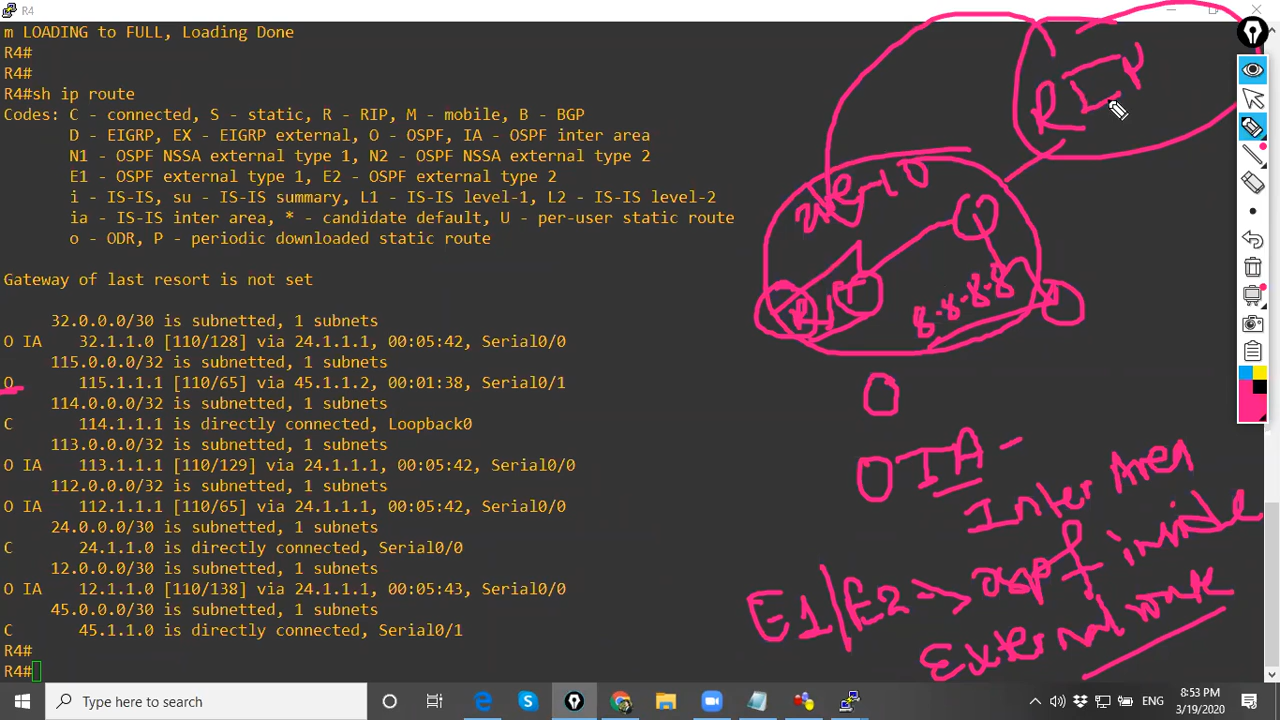 R4
m LOADING to FULL, Loading Done
R4#
R4#
R4#sh ip route
Codes: C - connected, S - static, R - RIP, M - mobile, B - BGP
D - EIGRP, EX - EIGRP external, O - OSPF, IA - OSPF inter area
N1 - OSPF NSSA external type 1, N2 - OSPF NSSA external type 2
E1 - OSPF external type 1, E2 - OSPF external type 2
i - IS-IS, su - IS-IS summary, L1 - IS-IS level-1, L2 - IS-IS level-2
ia - IS-IS inter area, * - candidate default, U - per-user static route
o - ODR, P - periodic downloaded static route
Gateway of last resort is not set
32.0.0.0/30 is subnetted, 1 subnets
O IA 32.1.1.0 [110/128] via 24.1.1.1, 00:05:42, Serial0/0
115.0.0.0/32 is subnetted, 1 subnets
O 115.1.1.1 [110/65] via 45.1.1.2, 00:01:38, Serial0/1
114.0.0.0/32 is subnetted, 1 subnets
C 114.1.1.1 is directly connected, Loopback0
113.0.0.0/32 is subnetted, 1 subnets
O IA 113.1.1.1 [110/129] via 24.1.1.1, 00:05:42, Serial0/0
112.0.0.0/32 is subnetted, 1 subnets
O IA 112.1.1.1 [110/65] via 24.1.1.1, 00:05:42, Serial0/0
24.0.0.0/30 is subnetted, 1 subnets
C 24.1.1.0 is directly connected, Serial0/0
12.0.0.0/30 is subnetted, 1 subnets
O IA 12.1.1.0 [110/138] via 24.1.1.1, 00:05:43, Serial0/0
45.0.0.0/30 is subnetted, 1 subnets
C 45.1.1.0 is directly connected, Serial0/1
R4#
R4#
RIP
8.8.8.8
O
O IA -
Inter Area
E1/E2 -> ospf inside
External route
Type here to search
ENG
8:53 PM
3/19/2020